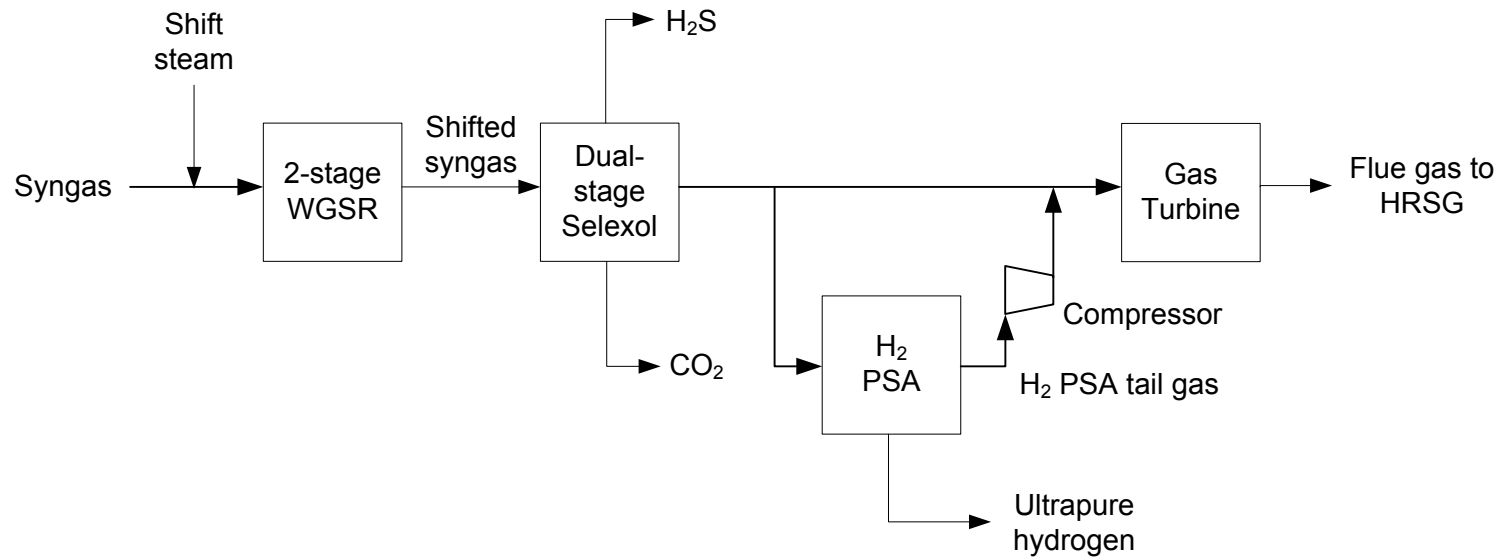 Shift
steam
H₂S
Syngas
2-stage
WGSR
Shifted
syngas
Dual-
stage
Selexol
Gas
Turbine
Flue gas to
HRSG
Compressor
CO₂
H₂
PSA
H₂ PSA tail gas
Ultrapure
hydrogen